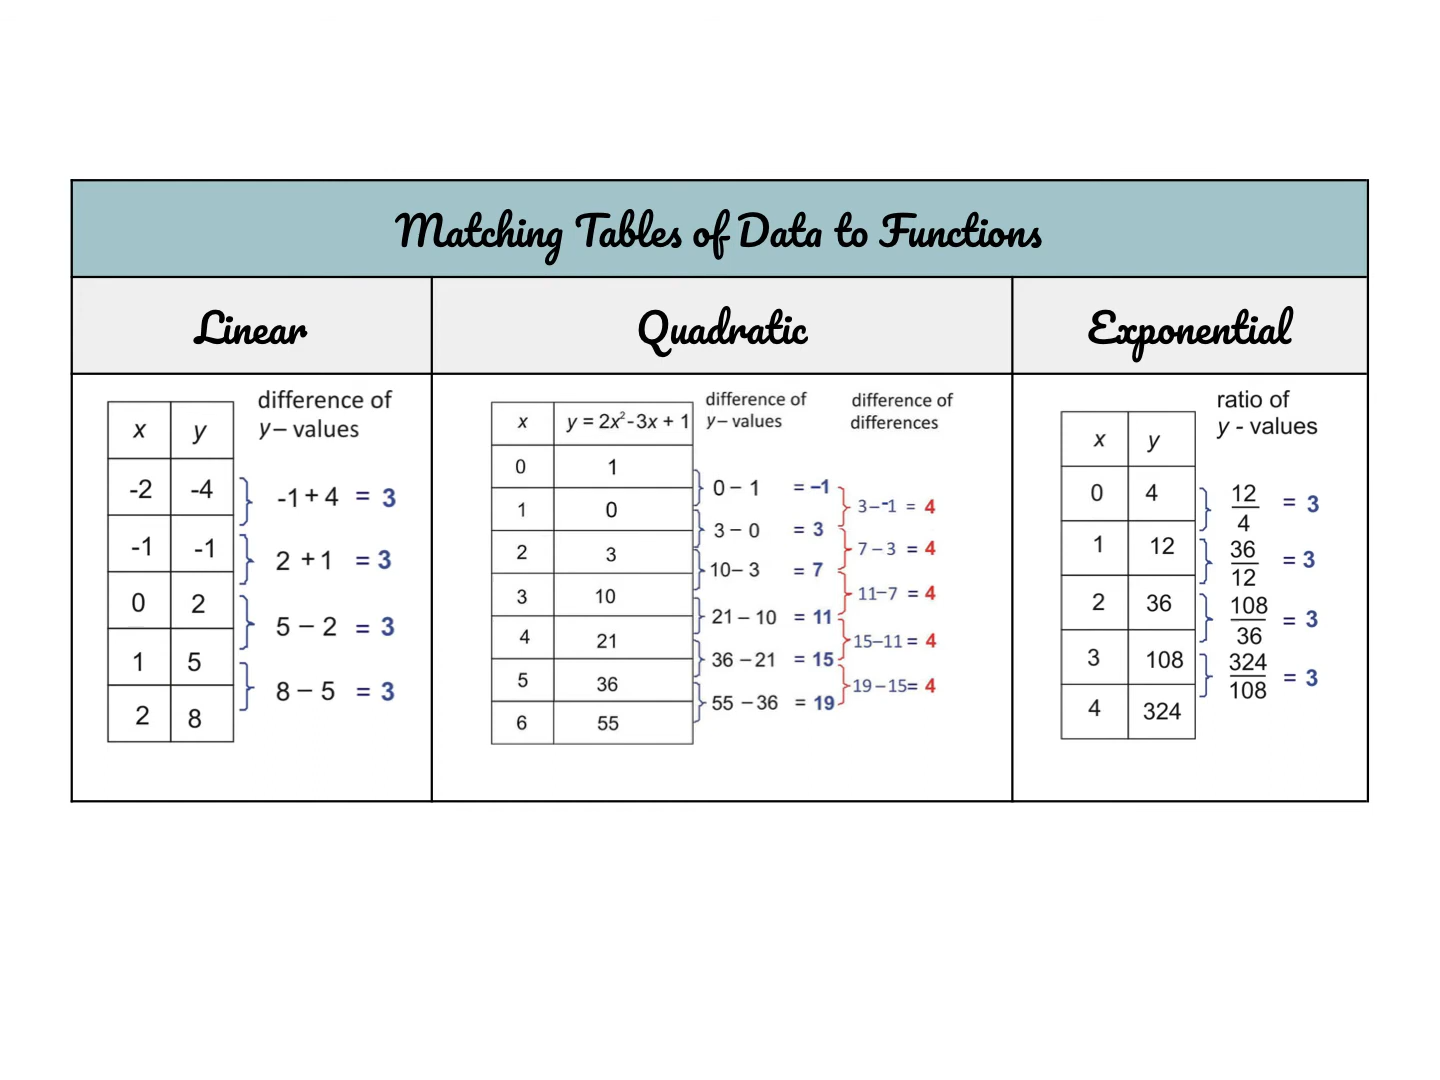 Matching Tables of Data to Functions
Linear
Quadratic
Exponential
difference of
y – values
x y
-2 -4
-1 -1
0 2
1 5
2 8
-1 + 4 = 3
2 + 1 = 3
5 – 2 = 3
8 – 5 = 3
x y = 2x² - 3x + 1
0 1
1 0
2 3
3 10
4 21
5 36
6 55
difference of
y – values
0 – 1 = –1
3 – 0 = 3
10 – 3 = 7
21 – 10 = 11
36 – 21 = 15
55 – 36 = 19
difference of
differences
3 – -1 = 4
7 – 3 = 4
11 – 7 = 4
15 – 11 = 4
19 – 15 = 4
x y
0 4
1 12
2 36
3 108
4 324
ratio of
y - values
12/4 = 3
36/12 = 3
108/36 = 3
324/108 = 3